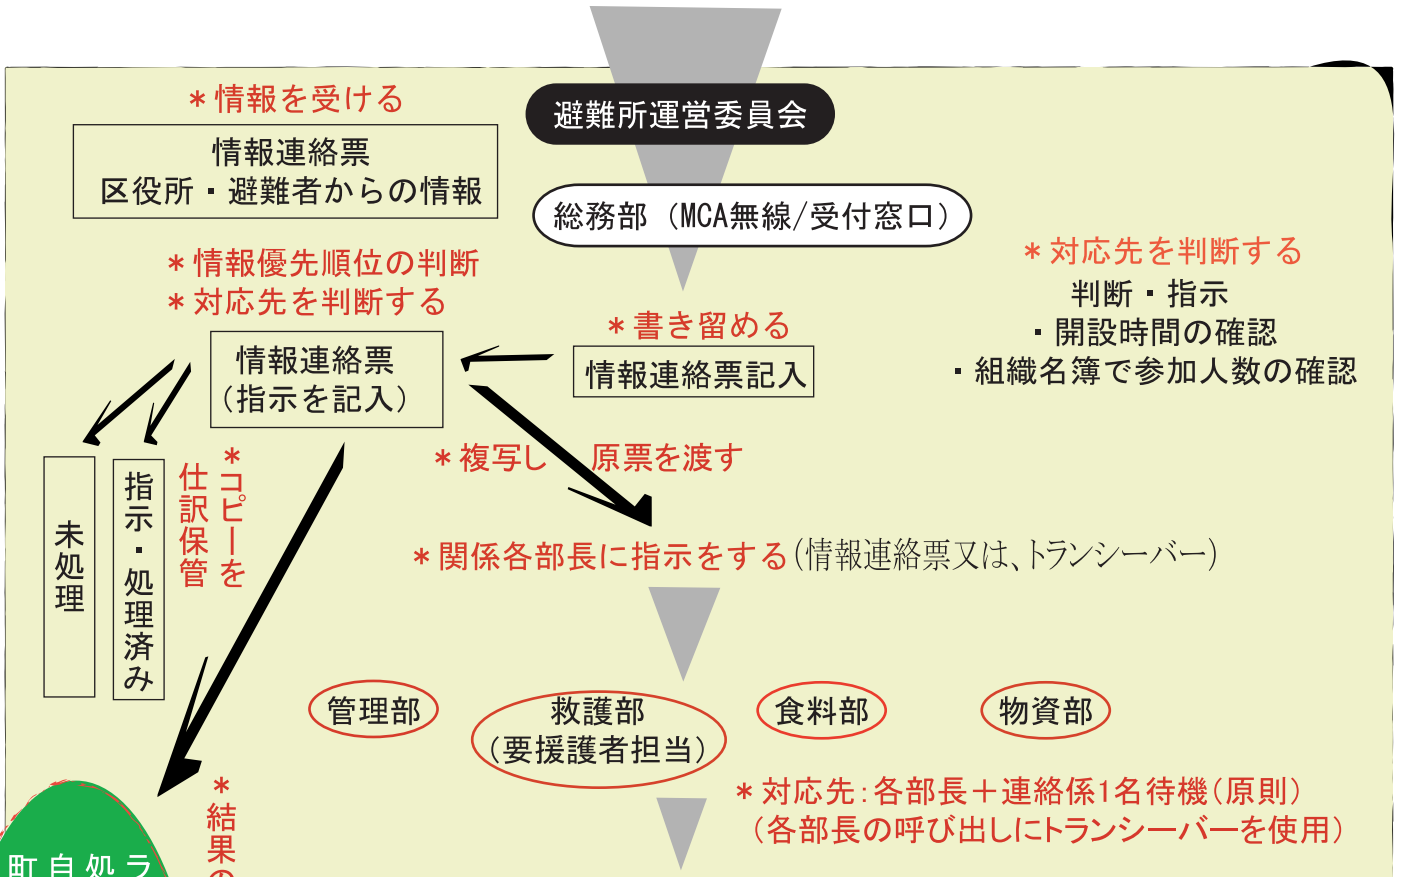 ＊情報を受ける
避難所運営委員会
情報連絡票
区役所・避難者からの情報
総務部（MCA無線/受付窓口）
＊情報優先順位の判断
＊対応先を判断する
＊対応先を判断する
判断・指示
・開設時間の確認
・組織名簿で参加人数の確認
＊書き留める
情報連絡票記入
情報連絡票
（指示を記入）
＊複写し　原票を渡す
＊コピーを
仕訳保管
未処理
指示・処理済み
＊関係各部長に指示をする（情報連絡票又は、トランシーバー）
管理部
救護部
（要援護者担当）
食料部
物資部
＊対応先：各部長＋連絡係1名待機（原則）
（各部長の呼び出しにトランシーバーを使用）
＊結果の
町自処ラ